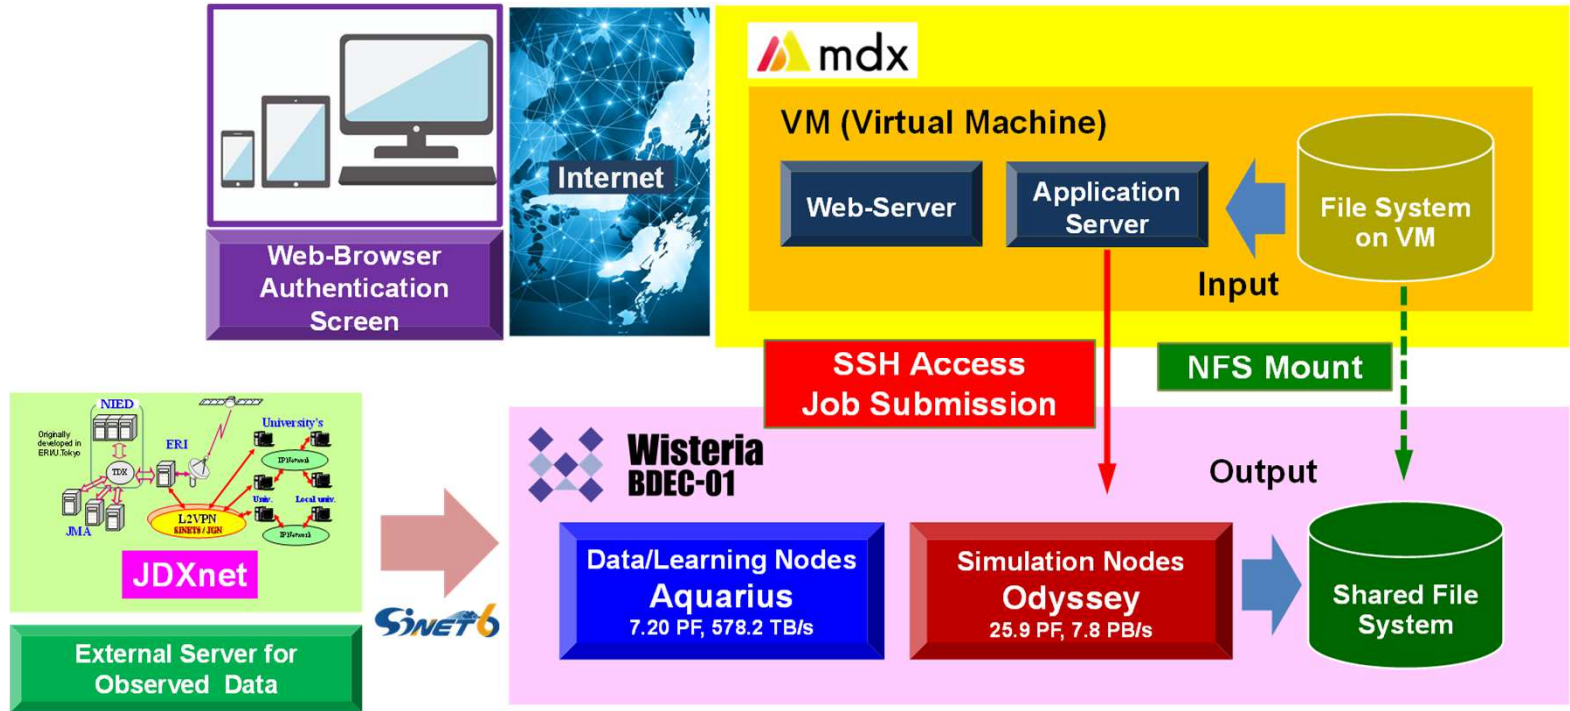 mdx
VM (Virtual Machine)
Internet
Web-Server
Application
Server
File System
on VM
Input
Web-Browser
Authentication
Screen
SSH Access
Job Submission
NFS Mount
NIED
Originally
developed in
ERI/U.Tokyo
ERI
University's
TDX
IP Network
Univ.
Local univ.
L2VPN
SINET6 / JGN
JMA
IP Network
JDXnet
SINET6
External Server for
Observed Data
Wisteria
BDEC-01
Output
Data/Learning Nodes
Aquarius
7.20 PF, 578.2 TB/s
Simulation Nodes
Odyssey
25.9 PF, 7.8 PB/s
Shared File
System